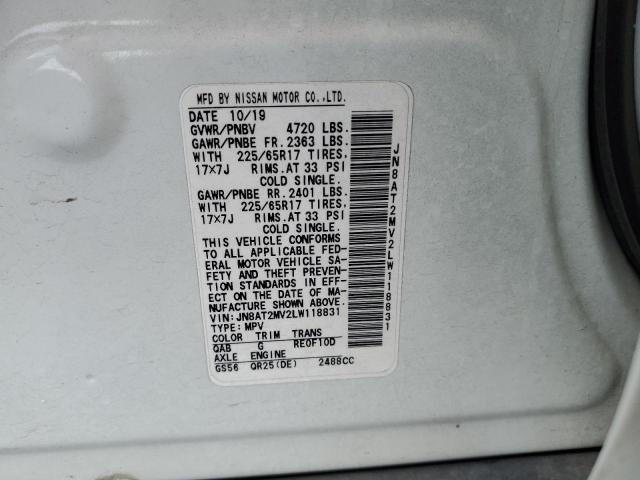 MFD BY NISSAN MOTOR CO.,LTD.
DATE 10/19
GVWR/PNBV 4720 LBS.
GAWR/PNBE FR. 2363 LBS.
WITH 225/65R17 TIRES.
17×7J RIMS. AT 33 PSI
COLD SINGLE.
GAWR/PNBE RR. 2401 LBS.
WITH 225/65R17 TIRES.
17×7J RIMS. AT 33 PSI
COLD SINGLE.
THIS VEHICLE CONFORMS
TO ALL APPLICABLE FED-
ERAL MOTOR VEHICLE SA-
FETY AND THEFT PREVEN-
TION STANDARDS IN EFF-
ECT ON THE DATE OF MA-
NUFACTURE SHOWN ABOVE.
VIN: JN8AT2MV2LW118831
TYPE: MPV
COLOR TRIM TRANS
QAB G RE0F10D
AXLE ENGINE
GS56 QR25(DE) 2488CC
JN8AT2MV2LW118831